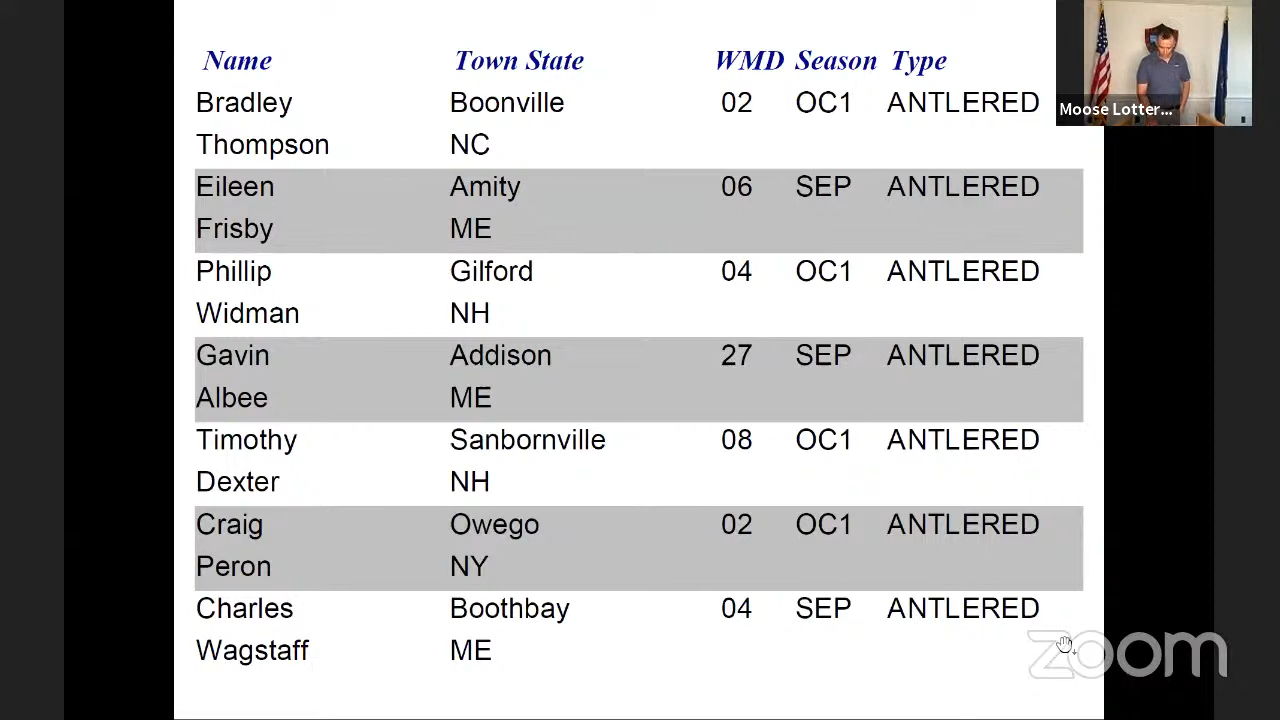 Name Town State WMD Season Type
Bradley Boonville 02 OC1 ANTLERED
Thompson NC
Eileen Amity 06 SEP ANTLERED
Frisby ME
Phillip Gilford 04 OC1 ANTLERED
Widman NH
Gavin Addison 27 SEP ANTLERED
Albee ME
Timothy Sanbornville 08 OC1 ANTLERED
Dexter NH
Craig Owego 02 OC1 ANTLERED
Peron NY
Charles Boothbay 04 SEP ANTLERED
Wagstaff ME
Moose Lotter...
zoom